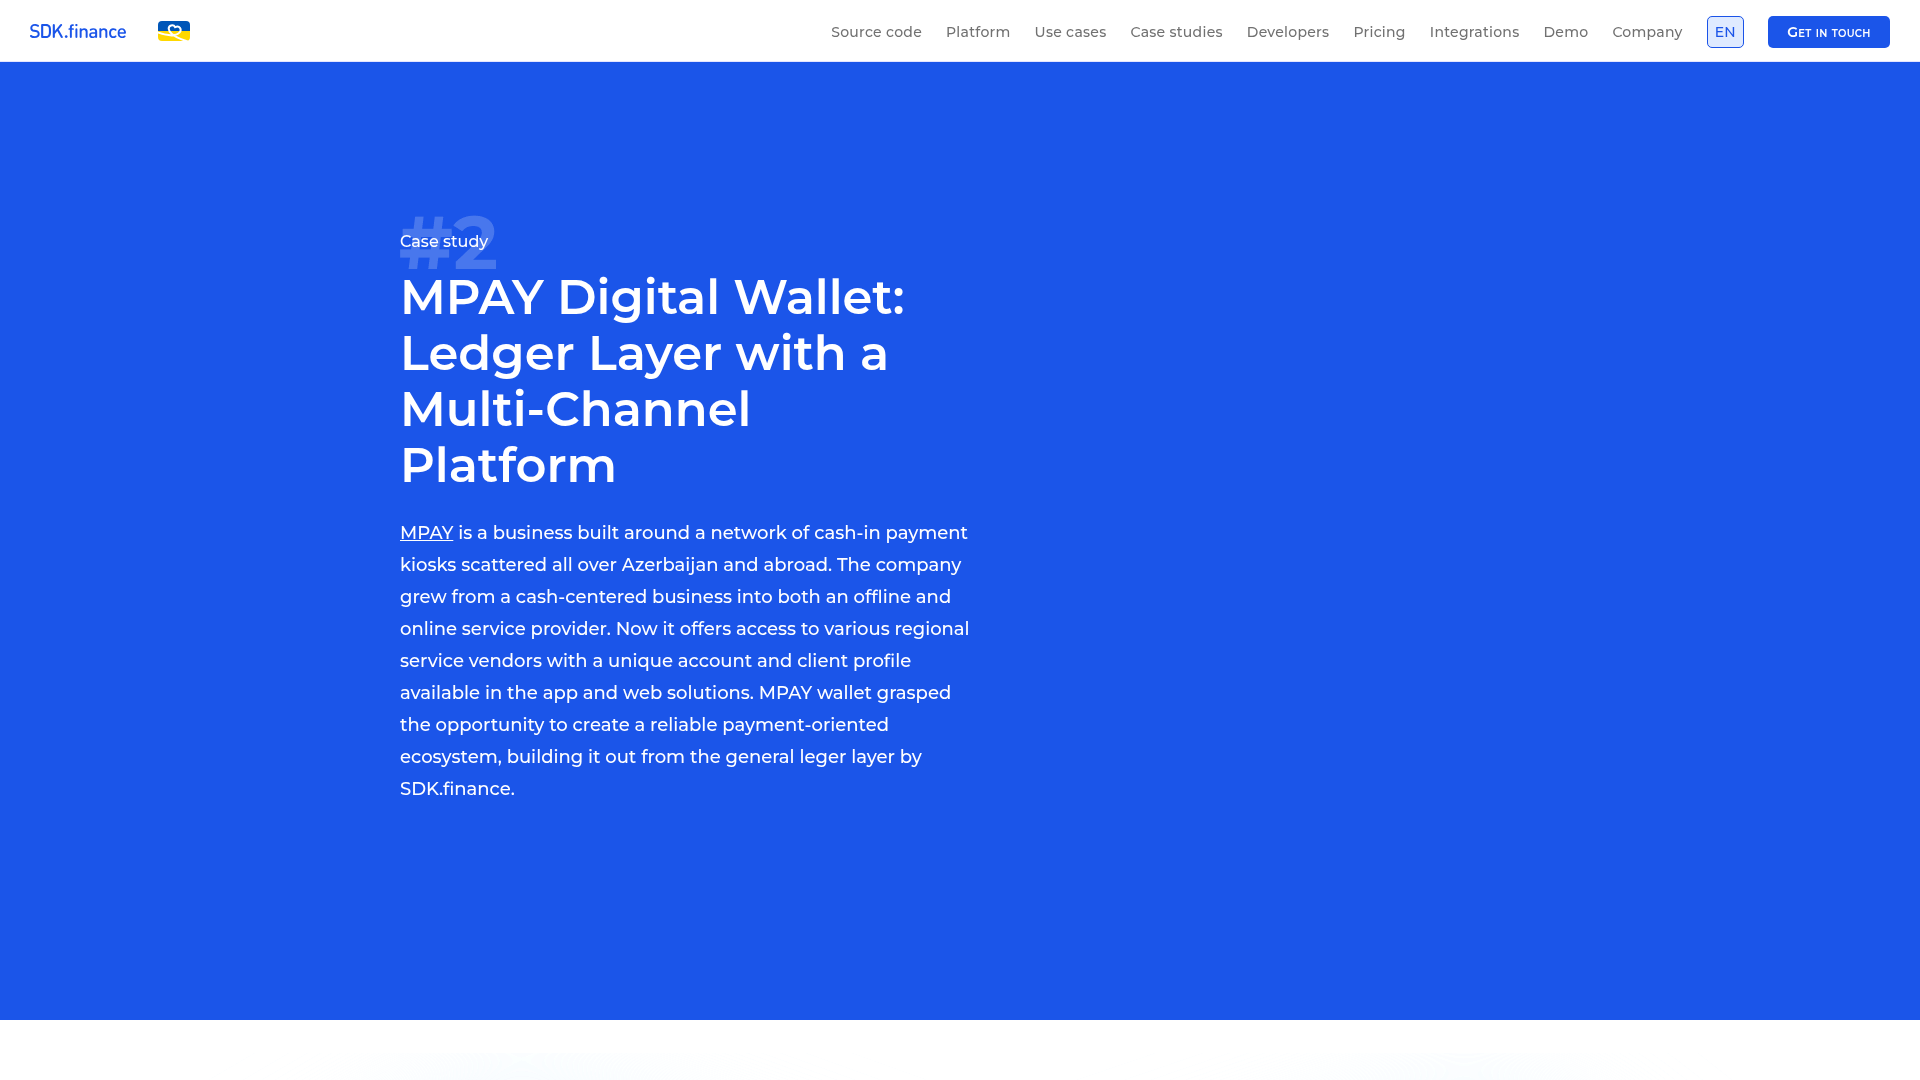 SDK.finance
Source code
Platform
Use cases
Case studies
Developers
Pricing
Integrations
Demo
Company
EN
GET IN TOUCH
#2
Case study
MPAY Digital Wallet:
Ledger Layer with a
Multi-Channel
Platform
MPAY is a business built around a network of cash-in payment
kiosks scattered all over Azerbaijan and abroad. The company
grew from a cash-centered business into both an offline and
online service provider. Now it offers access to various regional
service vendors with a unique account and client profile
available in the app and web solutions. MPAY wallet grasped
the opportunity to create a reliable payment-oriented
ecosystem, building it out from the general leger layer by
SDK.finance.